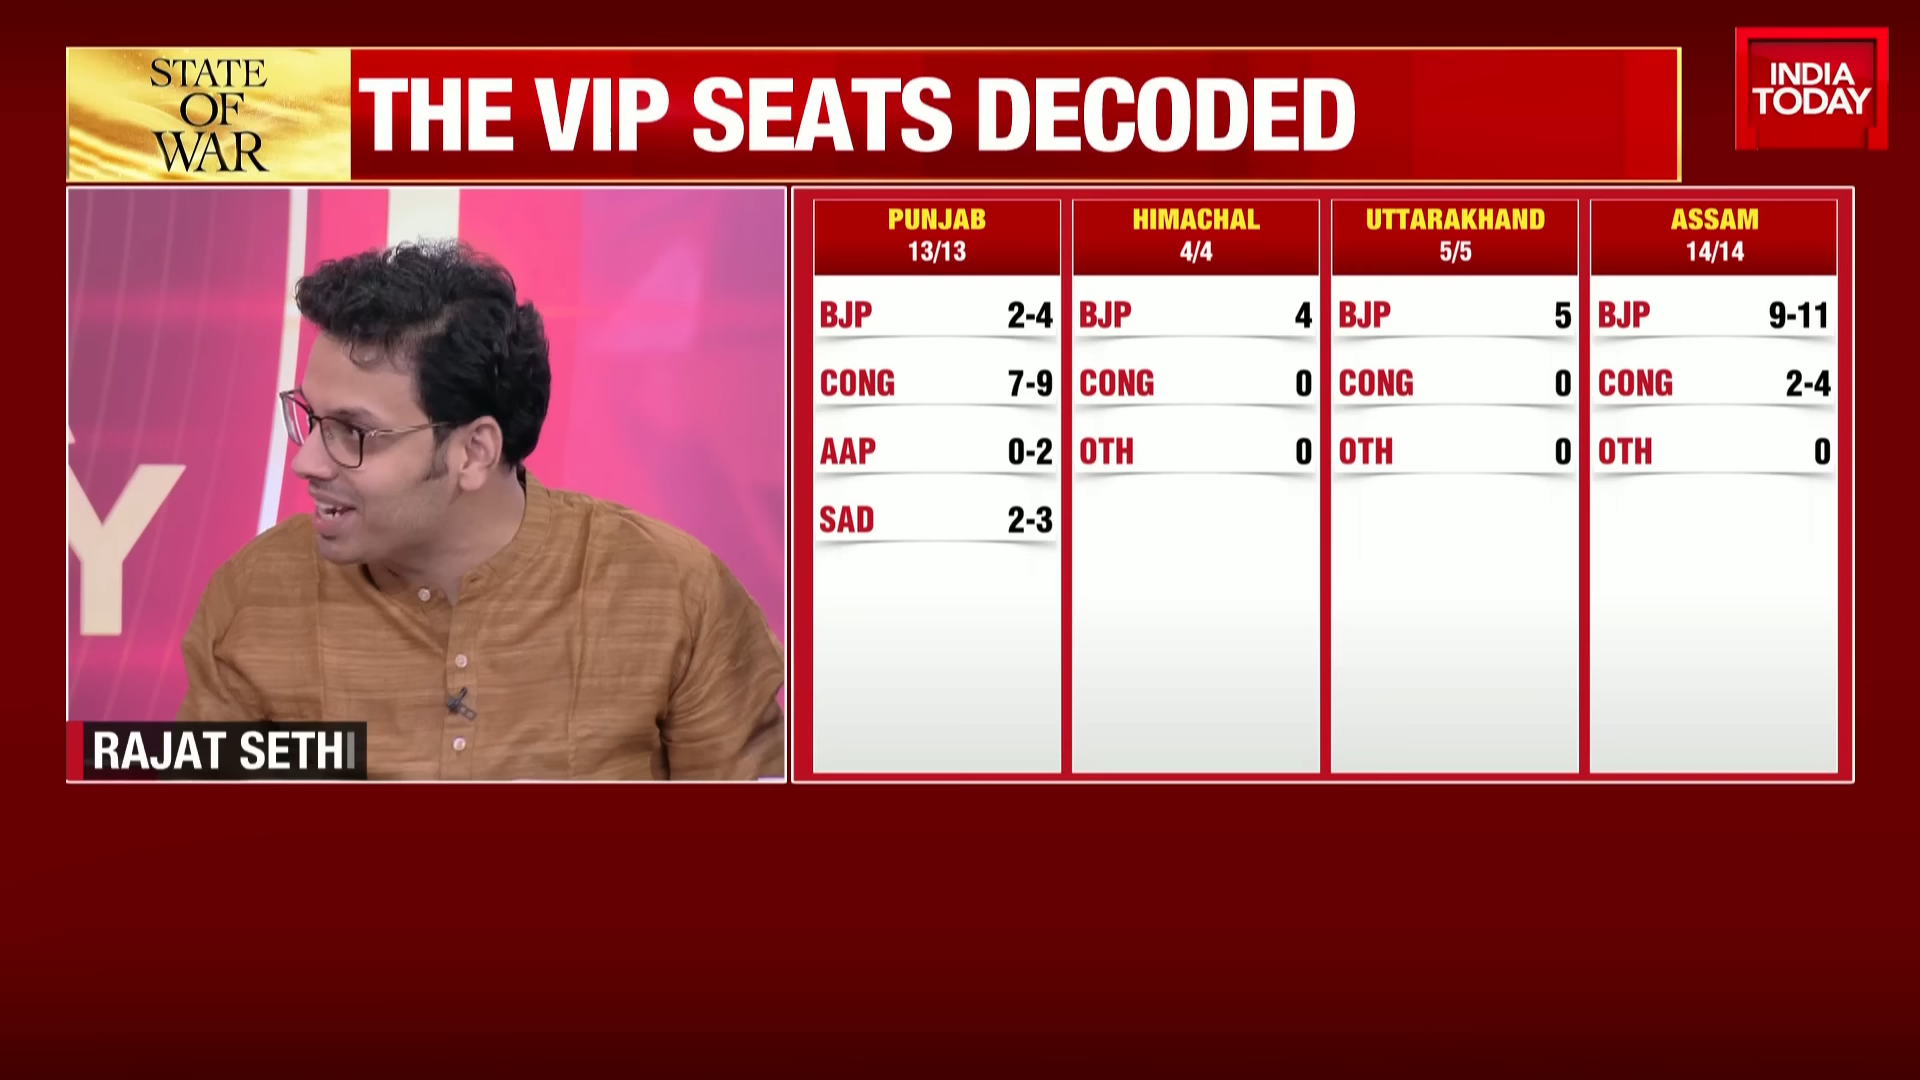 STATE
OF
WAR
THE VIP SEATS DECODED
INDIA
TODAY
Y
RAJAT SETHI
PUNJAB
13/13
BJP 2-4
CONG 7-9
AAP 0-2
SAD 2-3
HIMACHAL
4/4
BJP 4
CONG 0
OTH 0
UTTARAKHAND
5/5
BJP 5
CONG 0
OTH 0
ASSAM
14/14
BJP 9-11
CONG 2-4
OTH 0